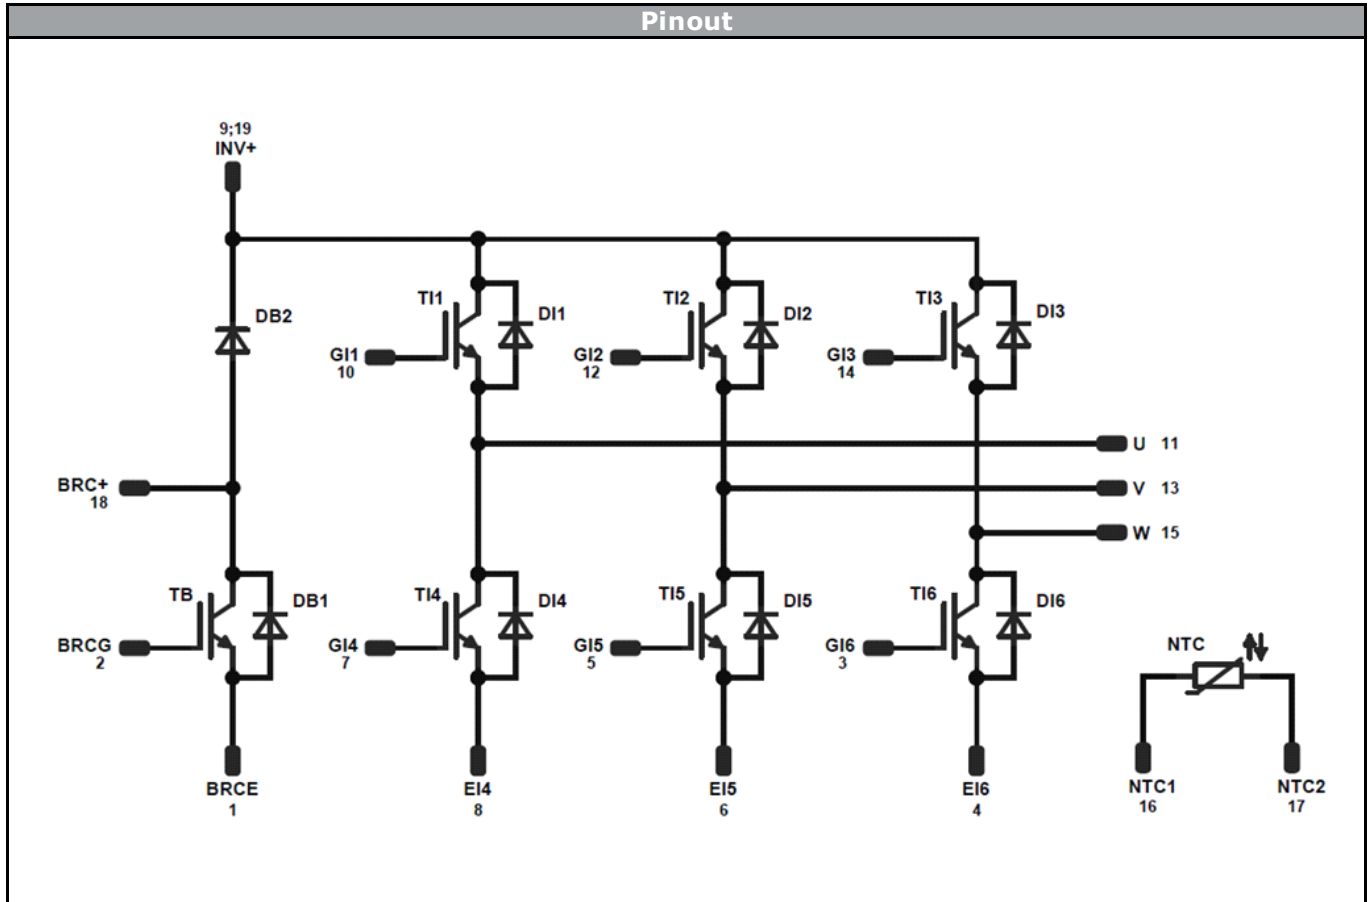 Pinout
9;19
INV+
DB2
TI1
DI1
TI2
DI2
TI3
DI3
GI1
10
GI2
12
GI3
14
U 11
BRC+
18
V 13
W 15
TB
DB1
TI4
DI4
TI5
DI5
TI6
DI6
BRCG
2
GI4
7
GI5
5
GI6
3
NTC
BRCE
1
EI4
8
EI5
6
EI6
4
NTC1
16
NTC2
17